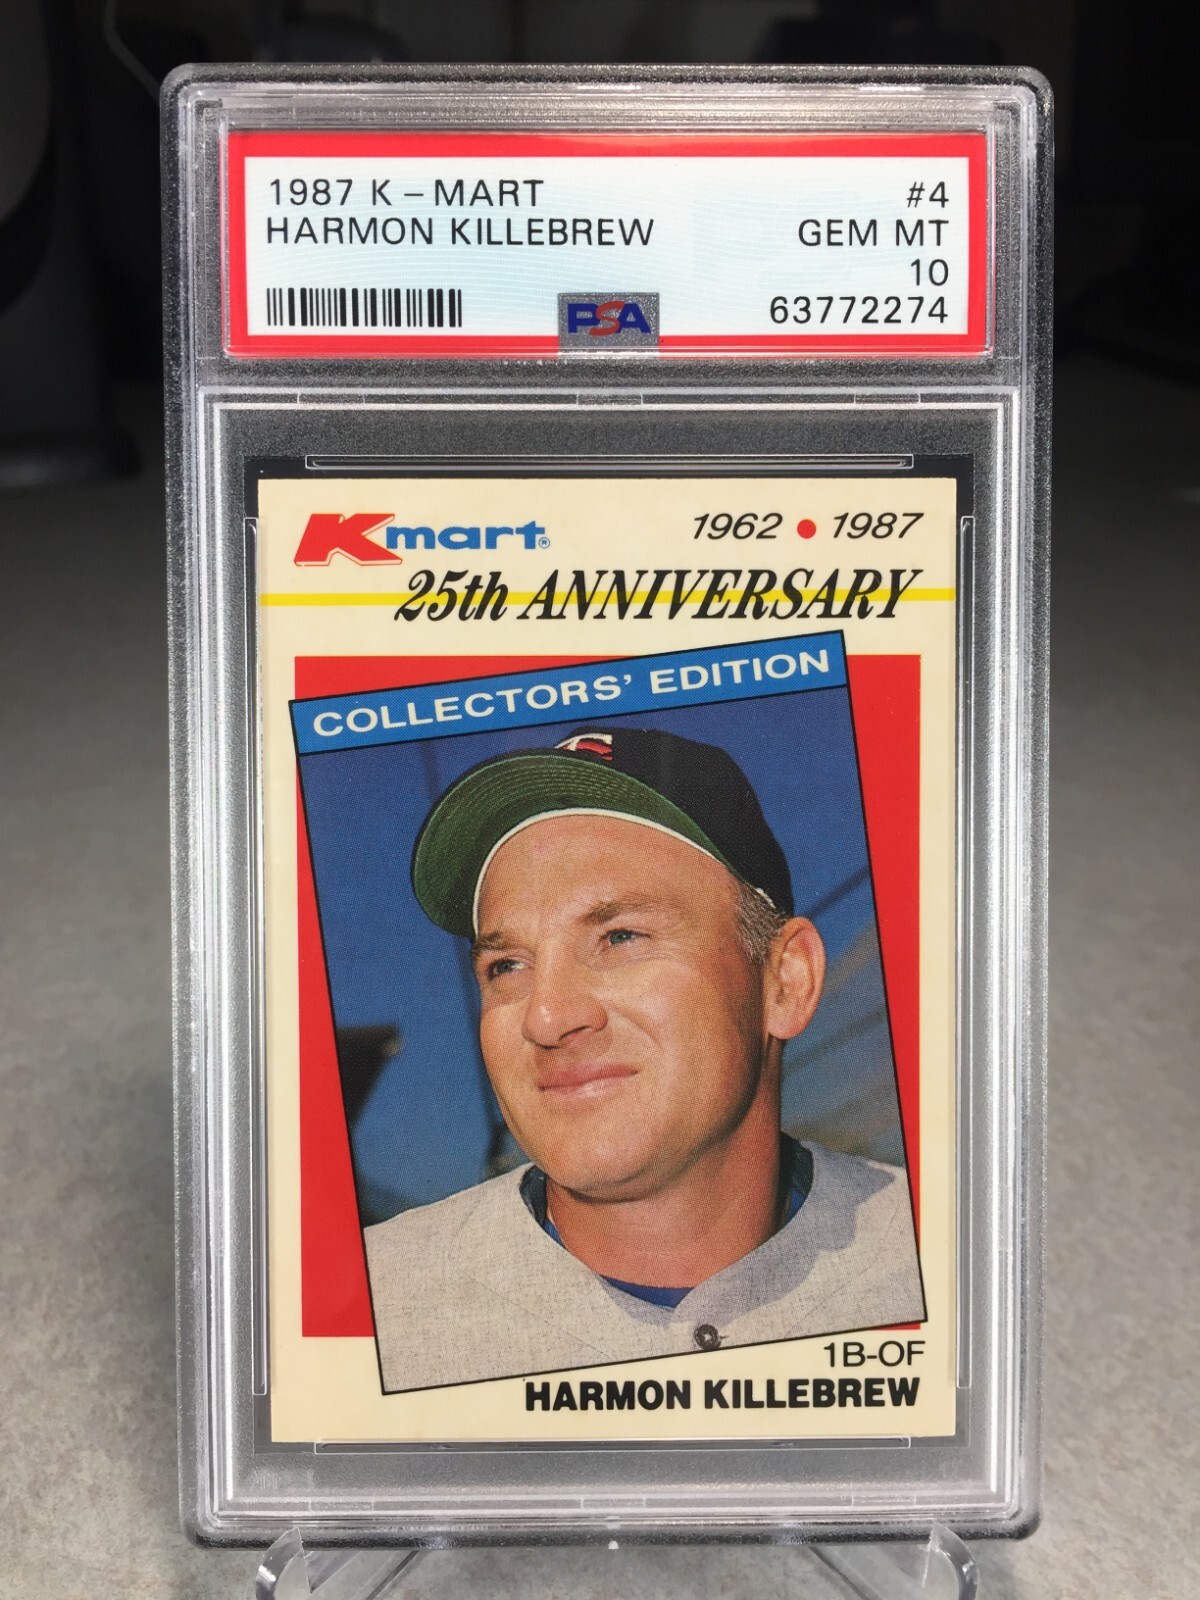 1987 K-MART #4
HARMON KILLEBREW GEM MT
10
PSA 63772274
Kmart® 1962 • 1987
25th ANNIVERSARY
COLLECTORS' EDITION
1B-OF
HARMON KILLEBREW